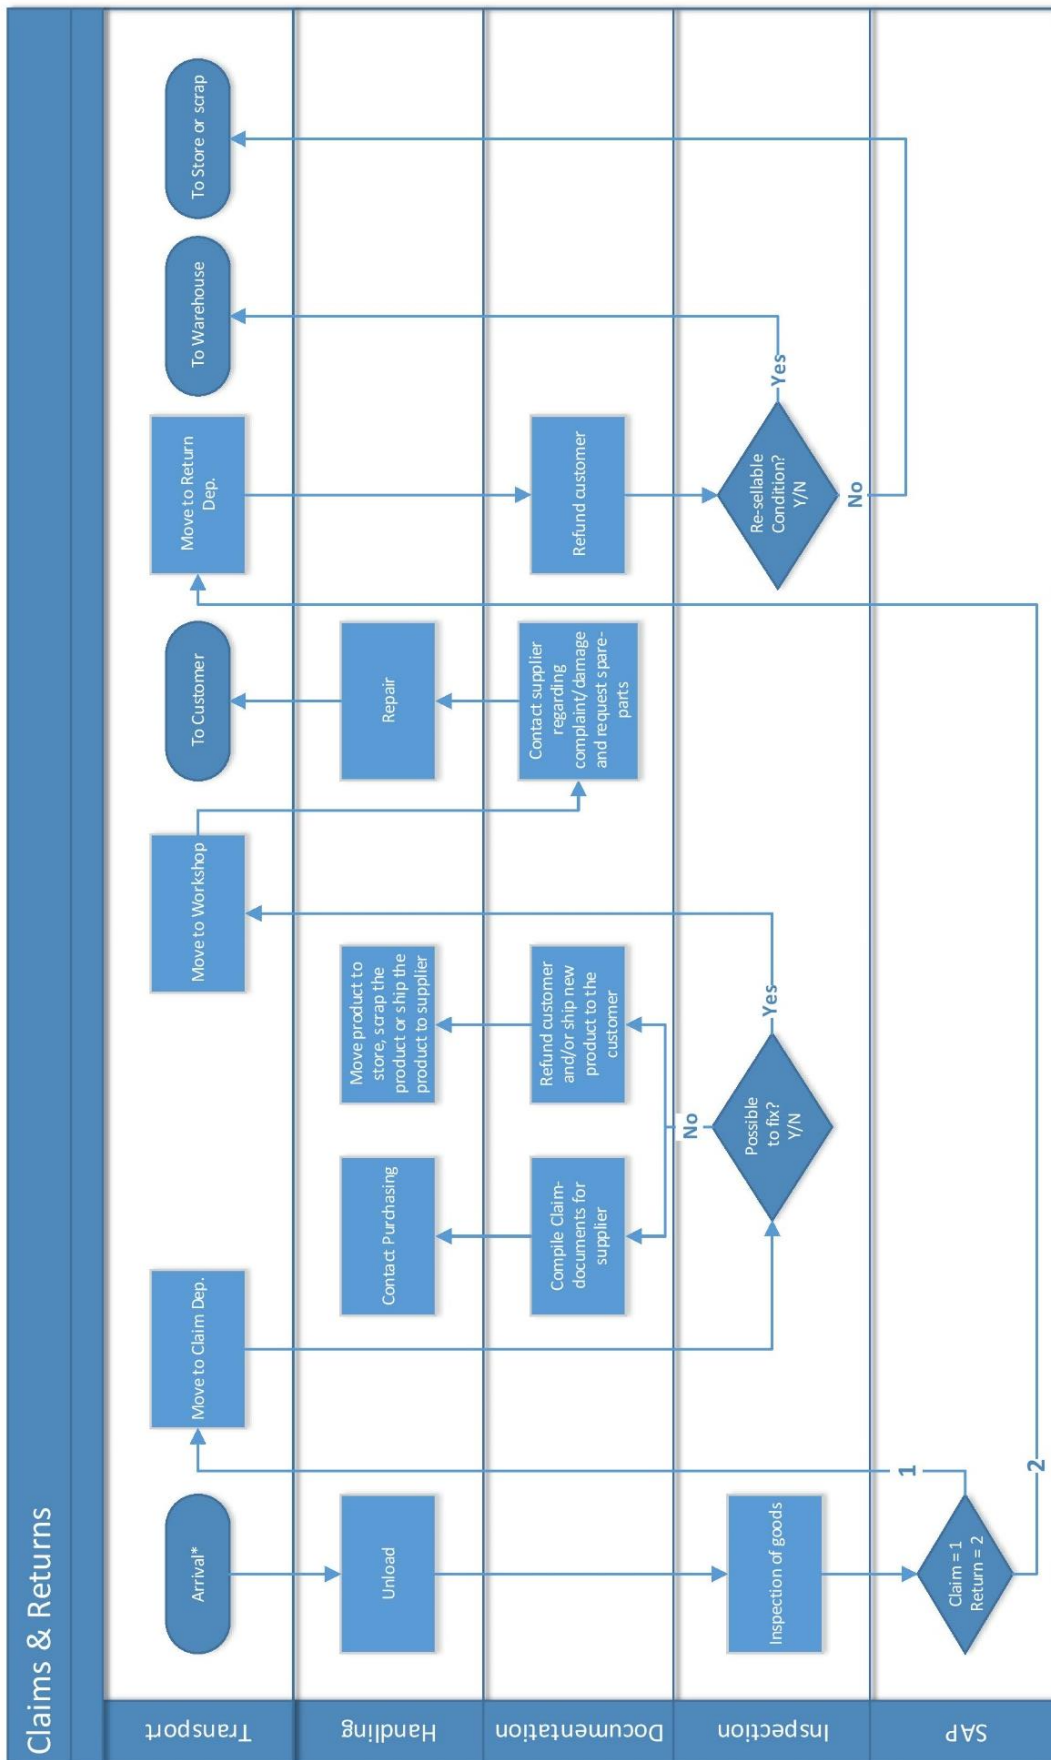 Claims & Returns
Transport
Arrival*
Move to Claim Dep.
Move to Workshop
To Customer
Move to Return
Dep.
To Warehouse
To Store or scrap
Handling
Unload
Contact Purchasing
Move product to
store, scrap the
product or ship the
product to supplier
Repair
Documentation
Compile Claim-
documents for
supplier
Refund customer
and/or ship new
product to the
customer
Contact supplier
regarding
complaint/damage
and request spare-
parts
Refund customer
No
Inspection
Inspection of goods
Possible
to fix?
Y/N
Yes
Re-sellable
Condition?
Y/N
Yes
No
SAP
Claim = 1
Return = 2
1
2